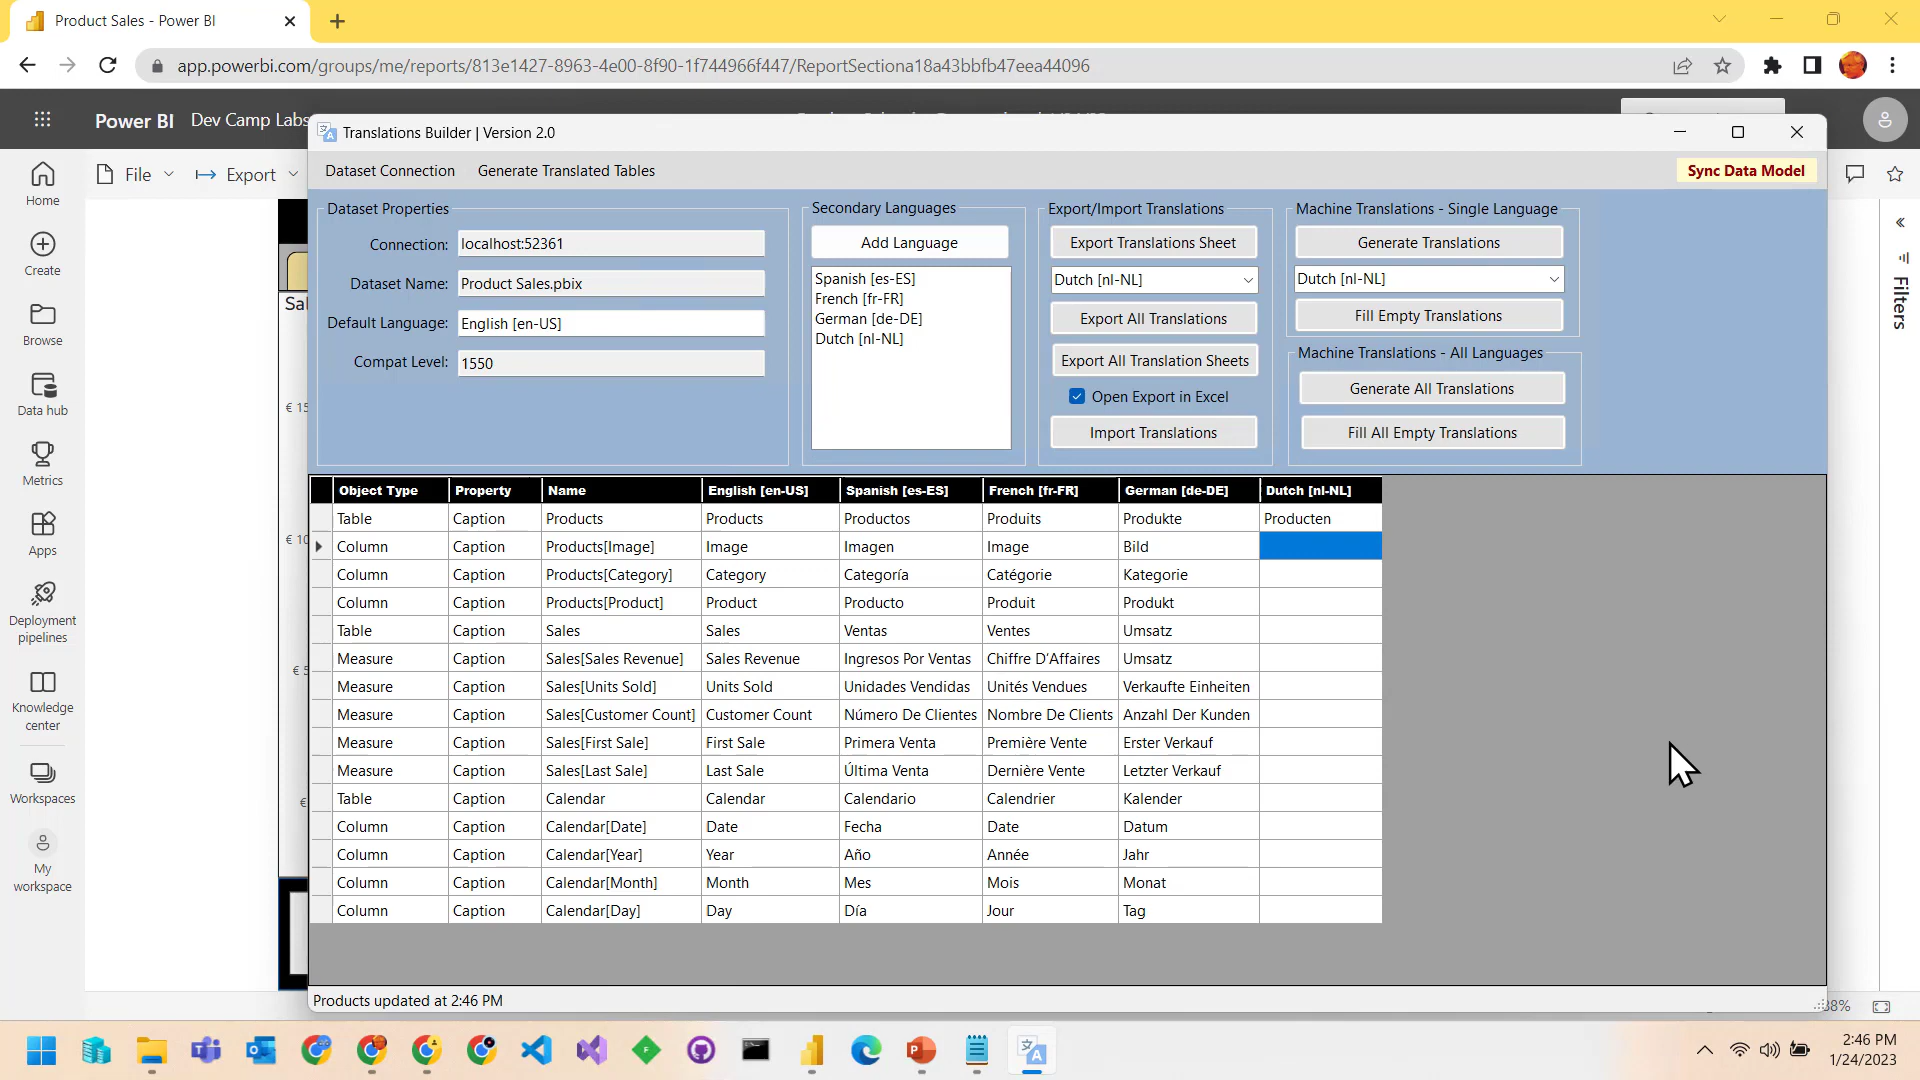 Product Sales - Power BI
app.powerbi.com/groups/me/reports/813e1427-8963-4e00-8f90-1f744966f447/ReportSectiona18a43bbfb47eea44096
Power BI Dev Camp Labs
File Export
Home
Create
Browse
Data hub
Metrics
Apps
Deployment
pipelines
Knowledge
center
Workspaces
My
workspace
Sal
€ 15
€ 10
€ 5
€
Filters
Translations Builder | Version 2.0
Dataset Connection Generate Translated Tables Sync Data Model
Dataset Properties
Connection: localhost:52361
Dataset Name: Product Sales.pbix
Default Language: English [en-US]
Compat Level: 1550
Secondary Languages
Add Language
Spanish [es-ES]
French [fr-FR]
German [de-DE]
Dutch [nl-NL]
Export/Import Translations
Export Translations Sheet
Dutch [nl-NL]
Export All Translations
Export All Translation Sheets
Open Export in Excel
Import Translations
Machine Translations - Single Language
Generate Translations
Dutch [nl-NL]
Fill Empty Translations
Machine Translations - All Languages
Generate All Translations
Fill All Empty Translations
Object Type Property Name English [en-US] Spanish [es-ES] French [fr-FR] German [de-DE] Dutch [nl-NL]
Table Caption Products Products Productos Produits Produkte Producten
Column Caption Products[Image] Image Imagen Image Bild
Column Caption Products[Category] Category Categoría Catégorie Kategorie
Column Caption Products[Product] Product Producto Produit Produkt
Table Caption Sales Sales Ventas Ventes Umsatz
Measure Caption Sales[Sales Revenue] Sales Revenue Ingresos Por Ventas Chiffre D'Affaires Umsatz
Measure Caption Sales[Units Sold] Units Sold Unidades Vendidas Unités Vendues Verkaufte Einheiten
Measure Caption Sales[Customer Count] Customer Count Número De Clientes Nombre De Clients Anzahl Der Kunden
Measure Caption Sales[First Sale] First Sale Primera Venta Première Vente Erster Verkauf
Measure Caption Sales[Last Sale] Last Sale Última Venta Dernière Vente Letzter Verkauf
Table Caption Calendar Calendar Calendario Calendrier Kalender
Column Caption Calendar[Date] Date Fecha Date Datum
Column Caption Calendar[Year] Year Año Année Jahr
Column Caption Calendar[Month] Month Mes Mois Monat
Column Caption Calendar[Day] Day Día Jour Tag
Products updated at 2:46 PM
38%
2:46 PM
1/24/2023